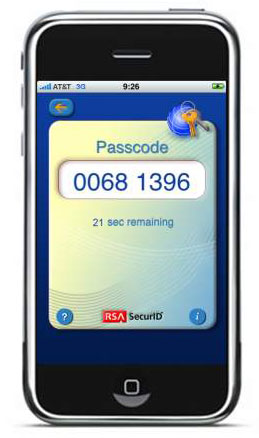 AT&T 3G 9:26
Passcode
0068 1396
21 sec remaining
? RSA SecurID i